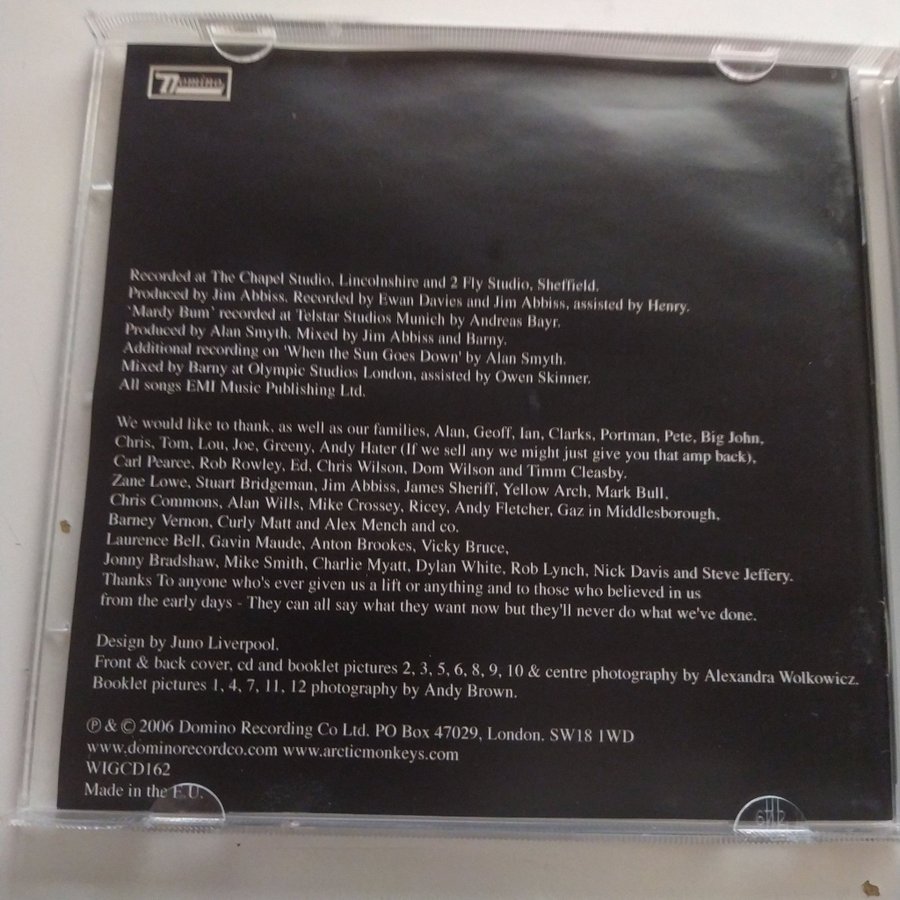 Domino
Recorded at The Chapel Studio, Lincolnshire and 2 Fly Studio, Sheffield.
Produced by Jim Abbiss. Recorded by Ewan Davies and Jim Abbiss, assisted by Henry.
'Mardy Bum' recorded at Telstar Studios Munich by Andreas Bayr.
Produced by Alan Smyth. Mixed by Jim Abbiss and Barny.
Additional recording on 'When the Sun Goes Down' by Alan Smyth.
Mixed by Barny at Olympic Studios London, assisted by Owen Skinner.
All songs EMI Music Publishing Ltd.
We would like to thank, as well as our families, Alan, Geoff, Ian, Clarks, Portman, Pete, Big John,
Chris, Tom, Lou, Joe, Greeny, Andy Hater (If we sell any we might just give you that amp back),
Carl Pearce, Rob Rowley, Ed, Chris Wilson, Dom Wilson and Timm Cleasby.
Zane Lowe, Stuart Bridgeman, Jim Abbiss, James Sheriff, Yellow Arch, Mark Bull,
Chris Commons, Alan Wills, Mike Crossey, Ricey, Andy Fletcher, Gaz in Middlesborough,
Barney Vernon, Curly Matt and Alex Mench and co.
Laurence Bell, Gavin Maude, Anton Brookes, Vicky Bruce,
Jonny Bradshaw, Mike Smith, Charlie Myatt, Dylan White, Rob Lynch, Nick Davis and Steve Jeffery.
Thanks To anyone who's ever given us a lift or anything and to those who believed in us
from the early days - They can all say what they want now but they'll never do what we've done.
Design by Juno Liverpool.
Front & back cover, cd and booklet pictures 2, 3, 5, 6, 8, 9, 10 & centre photography by Alexandra Wolkowicz.
Booklet pictures 1, 4, 7, 11, 12 photography by Andy Brown.
℗ & © 2006 Domino Recording Co Ltd. PO Box 47029, London. SW18 1WD
www.dominorecordco.com www.arcticmonkeys.com
WIGCD162
Made in the E.U.